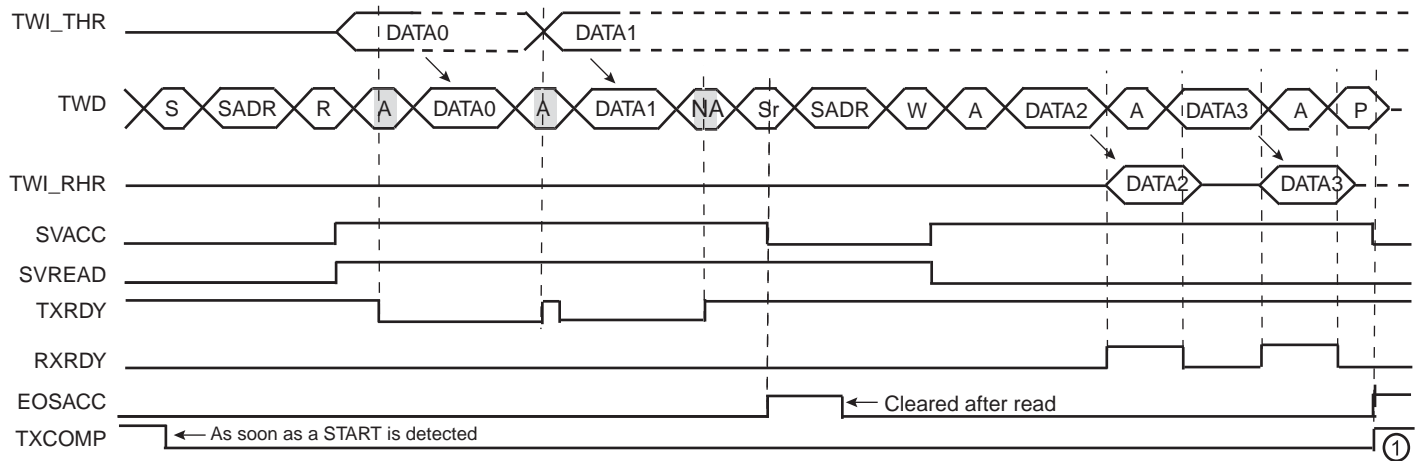 TWI_THR DATA0 DATA1
TWD S SADR R A DATA0 A DATA1 NA Sr SADR W A DATA2 A DATA3 A P
TWI_RHR DATA2 DATA3
SVACC
SVREAD
TXRDY
RXRDY
EOSACC Cleared after read
TXCOMP As soon as a START is detected 1